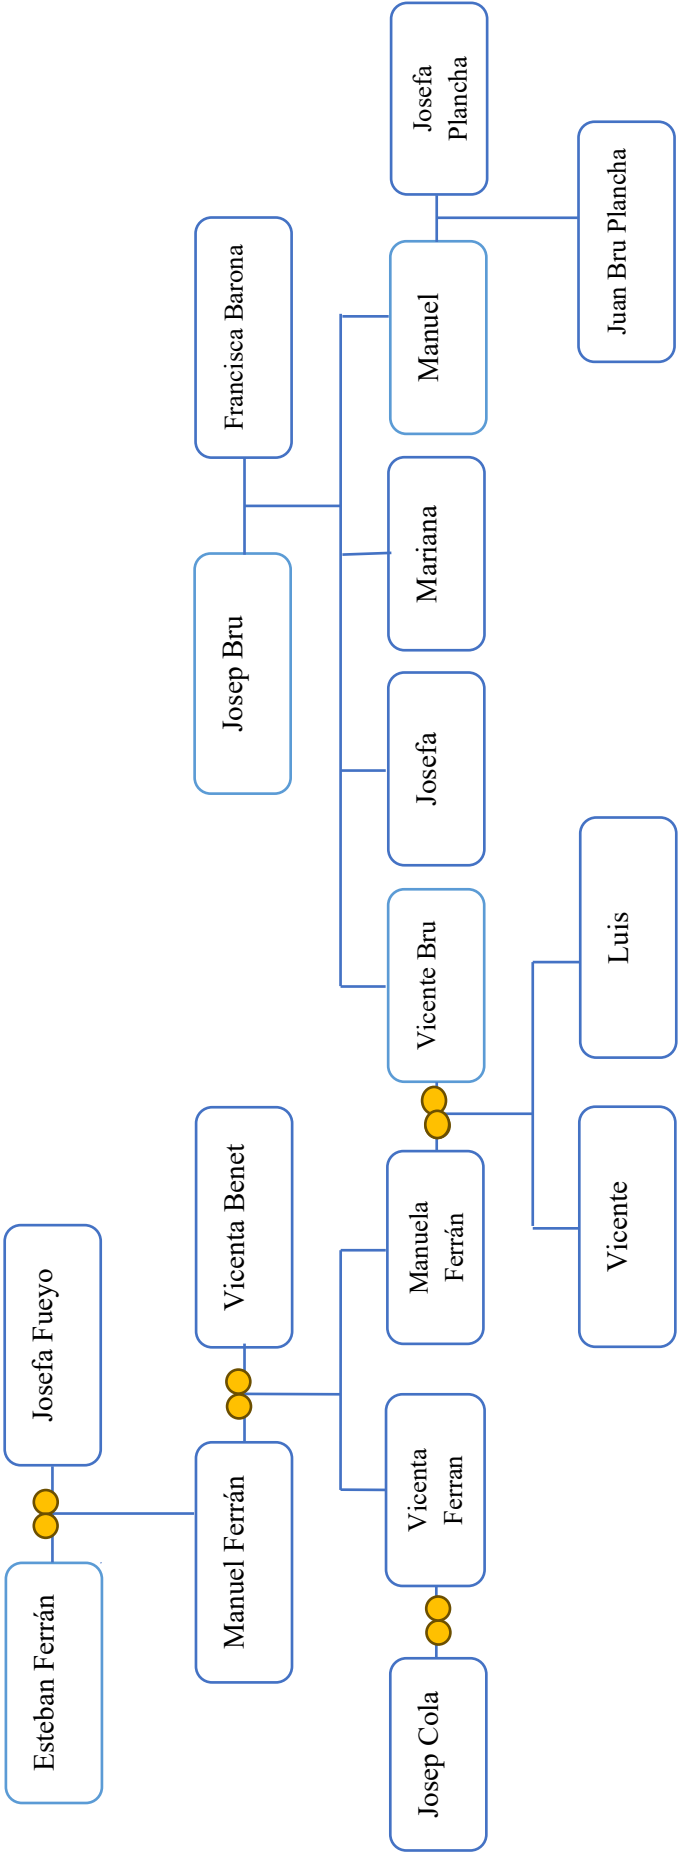 Esteban Ferrán
Josefa Fueyo
Manuel Ferrán
Vicenta Benet
Josep Bru
Francisca Barona
Josep Cola
Vicenta
Ferran
Manuela
Ferrán
Vicente Bru
Josefa
Mariana
Manuel
Josefa
Plancha
Vicente
Luis
Juan Bru Plancha